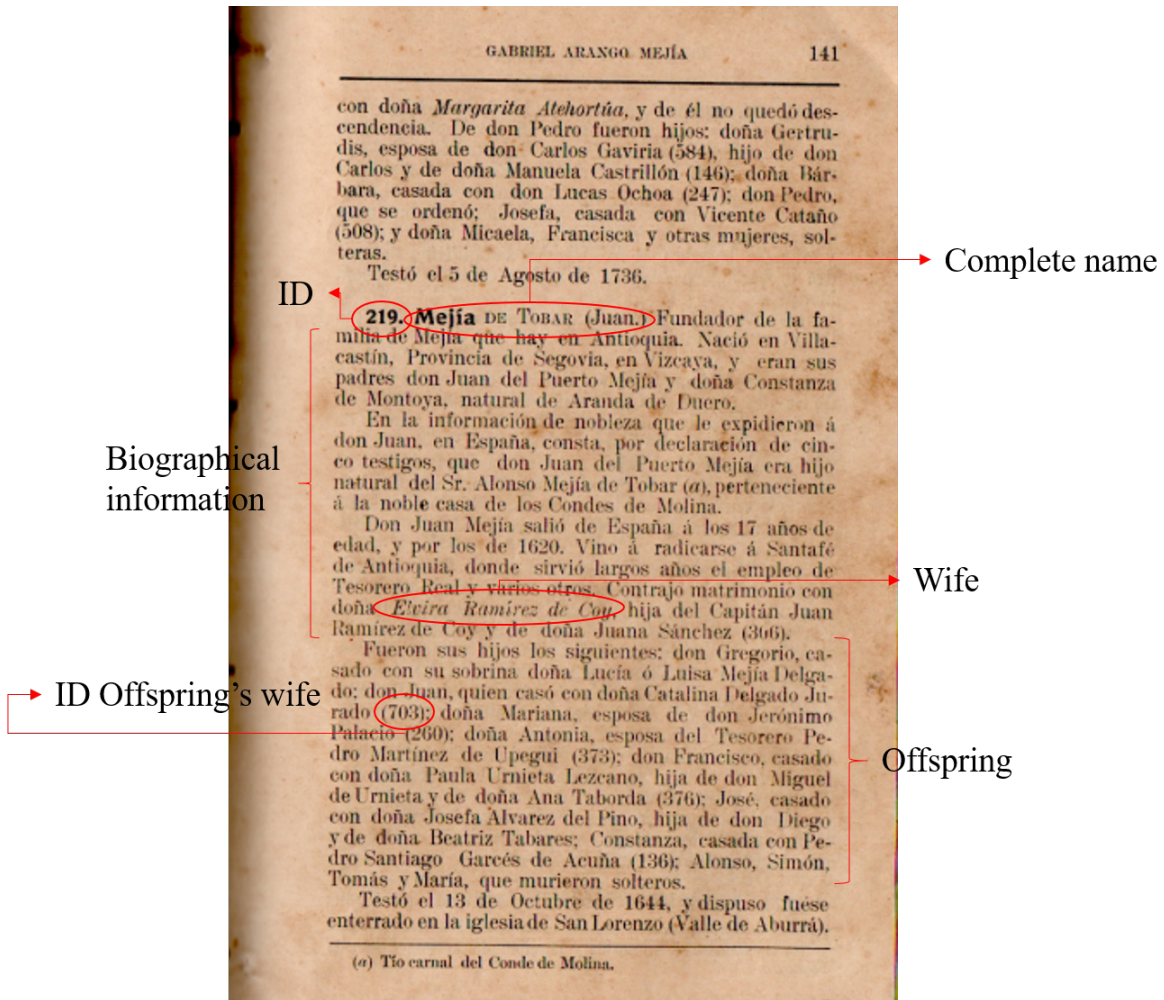 GABRIEL ARANGO MEJÍA 141
con doña Margarita Atehortúa, y de él no quedó des-
cendencia. De don Pedro fueron hijos: doña Gertru-
dis, esposa de don Carlos Gaviria (584), hijo de don
Carlos y de doña Manuela Castrillón (146); doña Bár-
bara, casada con don Lucas Ochoa (247); don Pedro,
que se ordenó; Josefa, casada con Vicente Cataño
(508); y doña Micaela, Francisca y otras mujeres, sol-
teras.
Testó el 5 de Agosto de 1736.
Complete name
ID
219. Mejía DE TOBAR (Juan.) Fundador de la fa-
milia de Mejía que hay en Antioquia. Nació en Villa-
castín, Provincia de Segovia, en Vizcaya, y eran sus
padres don Juan del Puerto Mejía y doña Constanza
de Montoya, natural de Aranda de Duero.
En la información de nobleza que le expidieron á
don Juan, en España, consta, por declaración de cin-
co testigos, que don Juan del Puerto Mejía era hijo
natural del Sr. Alonso Mejía de Tobar (a), perteneciente
á la noble casa de los Condes de Molina.
Don Juan Mejía salió de España á los 17 años de
edad, y por los de 1620. Vino á radicarse á Santafé
de Antioquia, donde sirvió largos años el empleo de
Tesorero Real y varios otros. Contrajo matrimonio con
doña Elvira Ramírez de Coy, hija del Capitán Juan
Ramírez de Coy y de doña Juana Sánchez (366).
Biographical
information
Wife
Fueron sus hijos los siguientes: don Gregorio, ca-
sado con su sobrina doña Lucía ó Luisa Mejía Delga-
do; don Juan, quien casó con doña Catalina Delgado Ju-
rado (703); doña Mariana, esposa de don Jerónimo
Palacio (260); doña Antonia, esposa del Tesorero Pe-
dro Martínez de Upegui (373); don Francisco, casado
con doña Paula Urnieta Lezcano, hija de don Miguel
de Urnieta y de doña Ana Taborda (376); José, casado
con doña Josefa Alvarez del Pino, hija de don Diego
y de doña Beatriz Tabares; Constanza, casada con Pe-
dro Santiago Garcés de Acuña (136); Alonso, Simón,
Tomás y María, que murieron solteros.
ID Offspring's wife
Offspring
Testó el 13 de Octubre de 1644, y dispuso fuese
enterrado en la iglesia de San Lorenzo (Valle de Aburrá).
(a) Tío carnal del Conde de Molina.